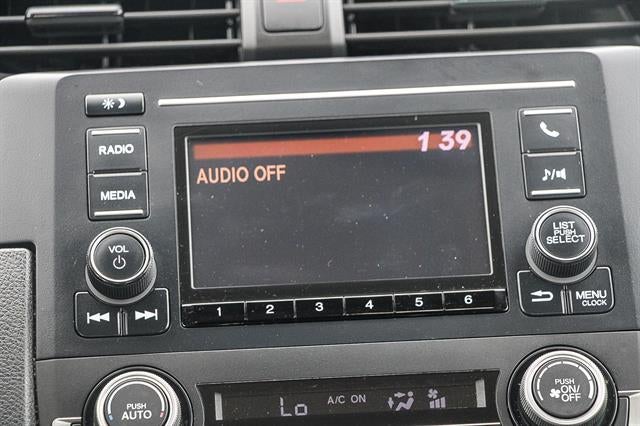 1 39
RADIO
AUDIO OFF
MEDIA
VOL
LIST
PUSH
SELECT
MENU
CLOCK
1 2 3 4 5 6
PUSH
AUTO
Lo
A/C ON
PUSH
ON/
OFF